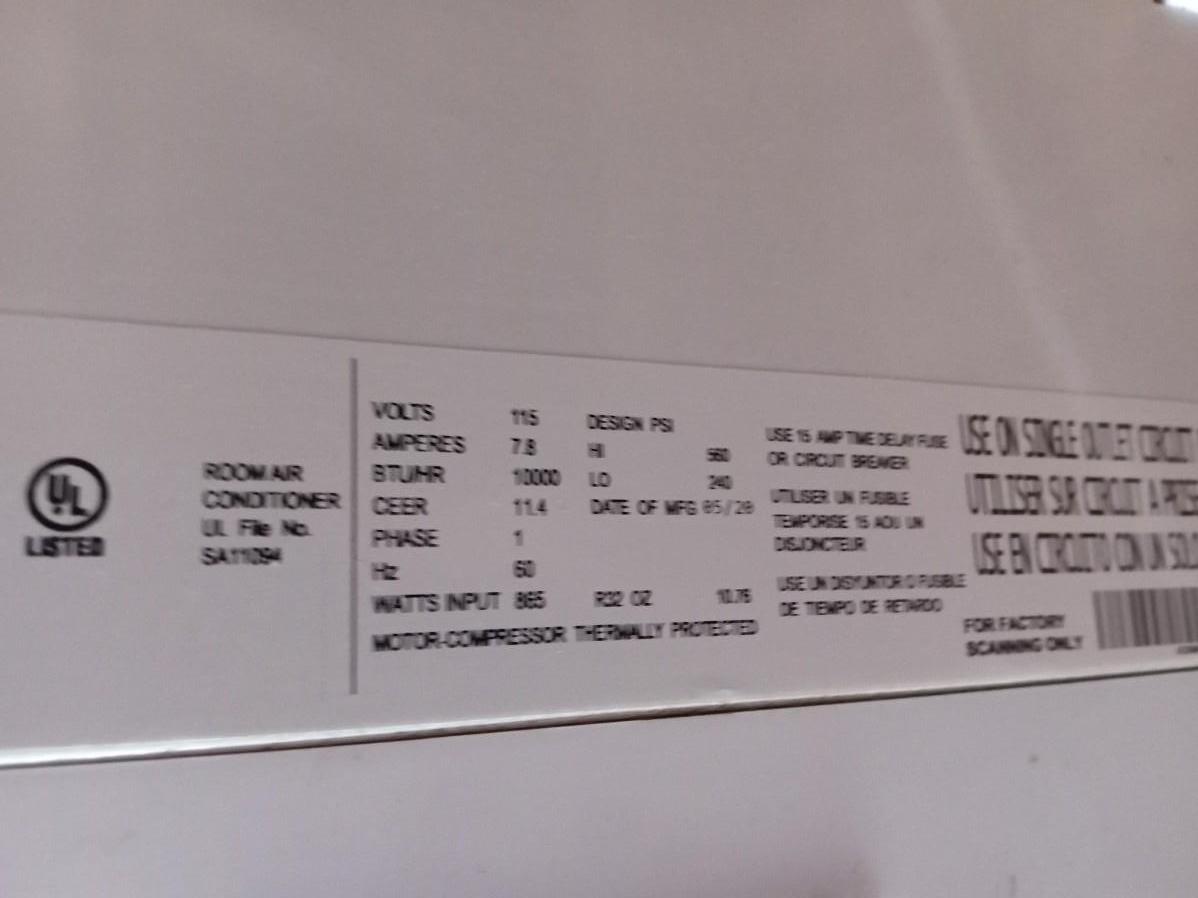 UL
LISTED
ROOM AIR
CONDITIONER
UL File No.
SA11094
VOLTS 115
AMPERES 7.8
BTU/HR 10000
CEER 11.4
PHASE 1
Hz 60
WATTS INPUT 865
DESIGN PSI
HI 560
LO 240
DATE OF MFG 05/20
R32 OZ 10.76
MOTOR-COMPRESSOR THERMALLY PROTECTED
USE 15 AMP TIME DELAY FUSE
OR CIRCUIT BREAKER
UTILISER UN FUSIBLE
TEMPORISE 15 AOU UN
DISJONCTEUR
USE UN DISYUNTOR O FUSIBLE
DE TIEMPO DE RETARDO
USE ON SINGLE OUTLET CIRCUIT
UTILISER SUR CIRCUIT A
USE EN CIRCUITO CON UN
FOR FACTORY
SCANNING ONLY